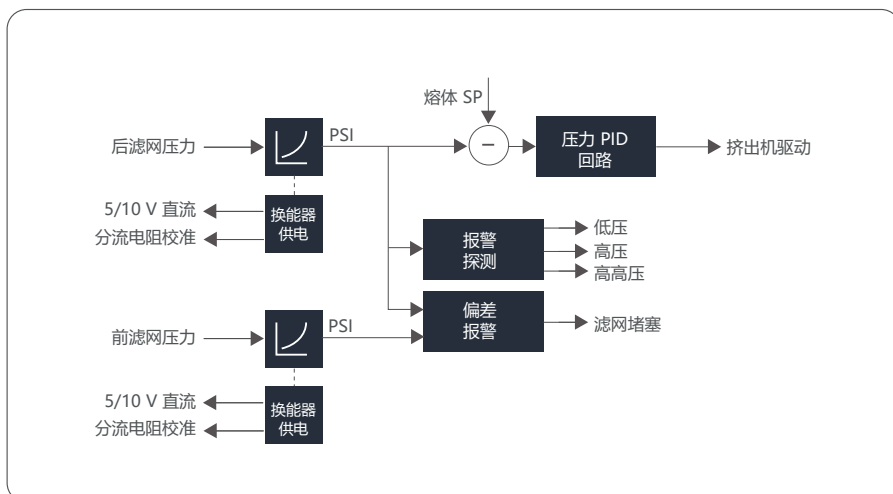 熔体 SP
后滤网压力
PSI
压力 PID
回路
挤出机驱动
5/10 V 直流
分流电阻校准
换能器
供电
报警
探测
低压
高压
高高压
偏差
报警
滤网堵塞
前滤网压力
PSI
5/10 V 直流
分流电阻校准
换能器
供电